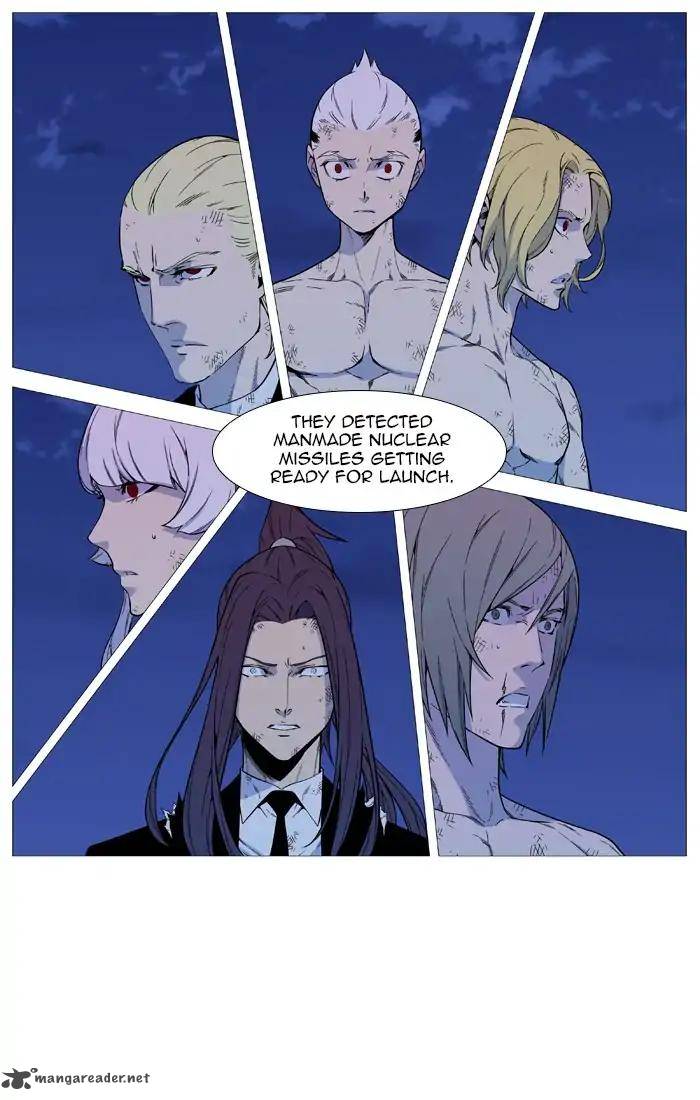 THEY DETECTED
MANMADE NUCLEAR
MISSILES GETTING
READY FOR LAUNCH.
mangareader.net